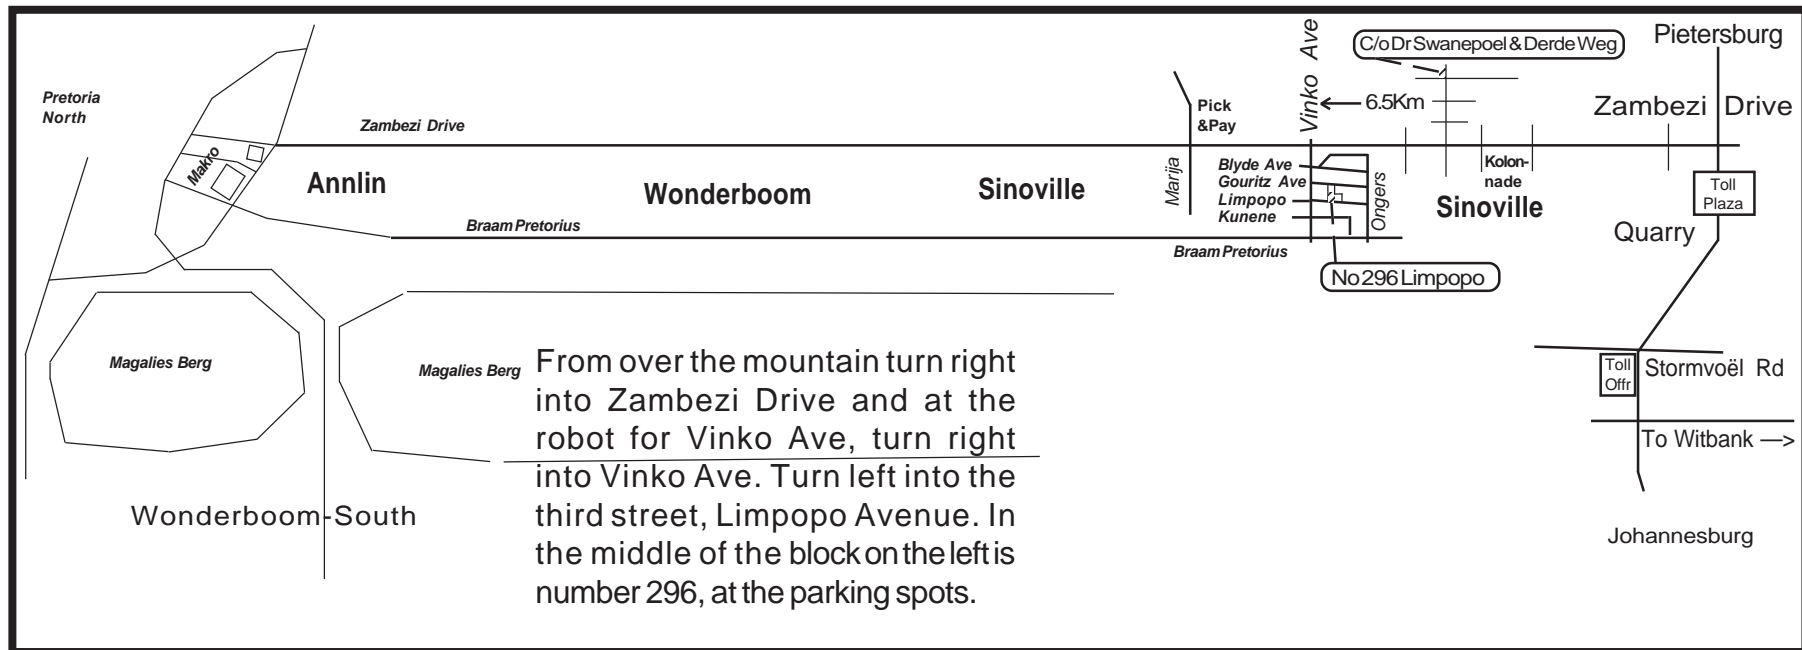 Pretoria
North
Makro
Zambezi Drive
Annlin
Wonderboom
Sinoville
Braam Pretorius
Marija
Pick
&Pay
Vinko Ave
6.5Km
C/o Dr Swanepoel & Derde Weg
Blyde Ave
Gouritz Ave
Limpopo
Kunene
Ongers
Braam Pretorius
No 296 Limpopo
Kolon-
nade
Sinoville
Pietersburg
Zambezi Drive
Toll
Plaza
Quarry
Toll
Offr
Stormvoël Rd
To Witbank —>
Johannesburg
Magalies Berg
Magalies Berg
Wonderboom-South
From over the mountain turn right
into Zambezi Drive and at the
robot for Vinko Ave, turn right
into Vinko Ave. Turn left into the
third street, Limpopo Avenue. In
the middle of the block on the left is
number 296, at the parking spots.